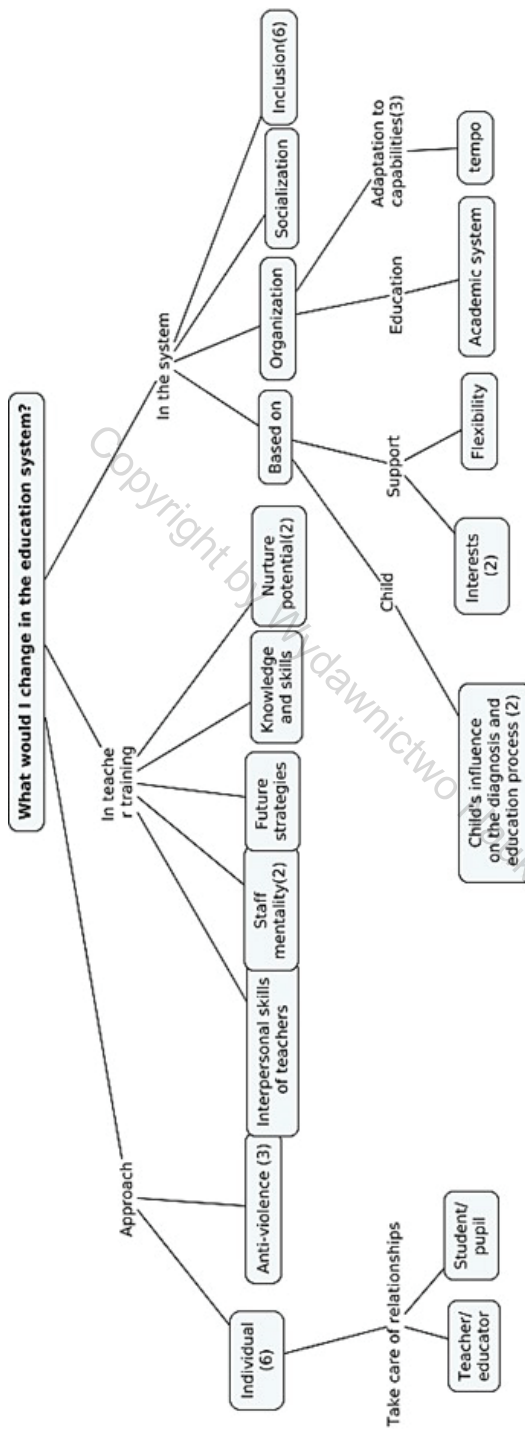 What would I change in the education system?
Approach
In teache
r training
In the system
Individual
(6)
Anti-violence (3)
Interpersonal skills
of teachers
Staff
mentality(2)
Future
strategies
Knowledge
and skills
Nurture
potential(2)
Based on
Organization
Socialization
Inclusion(6)
Take care of relationships
Child
Support
Education
Adaptation to
capabilities(3)
Teacher/
educator
Student/
pupil
Child's influence
on the diagnosis and
education process (2)
Interests
(2)
Flexibility
Academic system
tempo
Copyright by Wydawnictwo